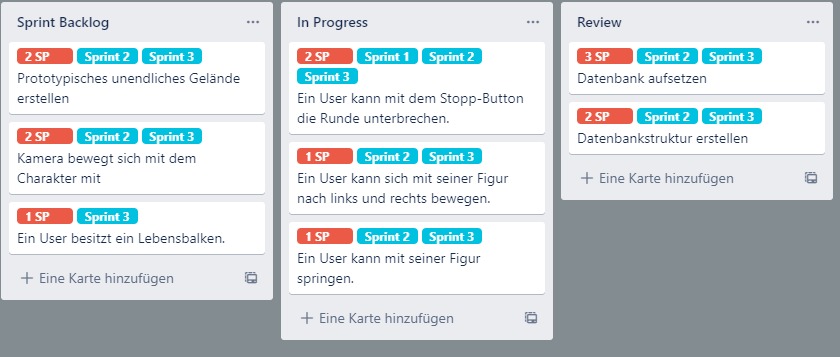 Sprint Backlog
2 SP Sprint 2 Sprint 3
Prototypisches unendliches Gelände
erstellen
2 SP Sprint 2 Sprint 3
Kamera bewegt sich mit dem
Charakter mit
1 SP Sprint 3
Ein User besitzt ein Lebensbalken.
Eine Karte hinzufügen
In Progress
2 SP Sprint 1 Sprint 2
Sprint 3
Ein User kann mit dem Stopp-Button
die Runde unterbrechen.
1 SP Sprint 2 Sprint 3
Ein User kann sich mit seiner Figur
nach links und rechts bewegen.
1 SP Sprint 2 Sprint 3
Ein User kann mit seiner Figur
springen.
Eine Karte hinzufügen
Review
3 SP Sprint 2 Sprint 3
Datenbank aufsetzen
2 SP Sprint 2 Sprint 3
Datenbankstruktur erstellen
Eine Karte hinzufügen